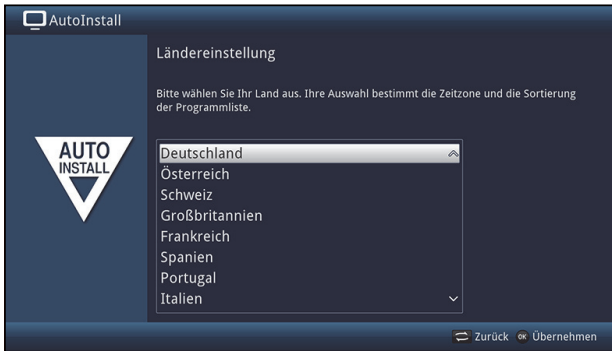 AutoInstall
Ländereinstellung
Bitte wählen Sie Ihr Land aus. Ihre Auswahl bestimmt die Zeitzone und die Sortierung
der Programmliste.
AUTO
INSTALL
Deutschland
Österreich
Schweiz
Großbritannien
Frankreich
Spanien
Portugal
Italien
Zurück OK Übernehmen